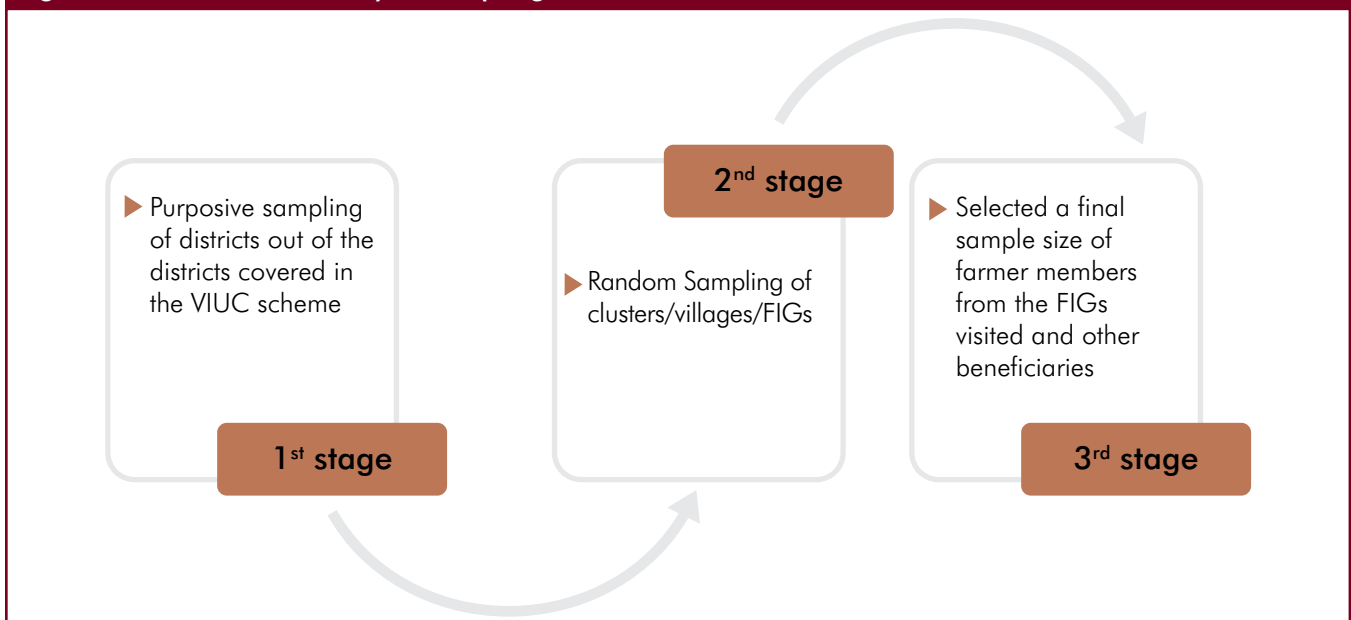 ▶ Purposive sampling
of districts out of the
districts covered in
the VIUC scheme
1st stage
2nd stage
▶ Random Sampling of
clusters/villages/FIGs
▶ Selected a final
sample size of
farmer members
from the FIGs
visited and other
beneficiaries
3rd stage